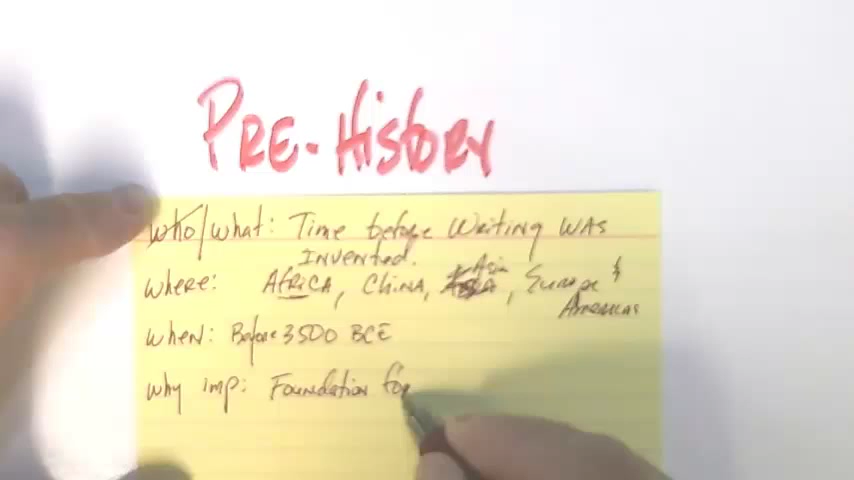 PRE-HISTORY
who/what: Time before Writing WAS
INVENTED.
where: AFRICA, CHINA, Asia, Europe &
Americas
when: Before 3500 BCE
why imp: Foundation for